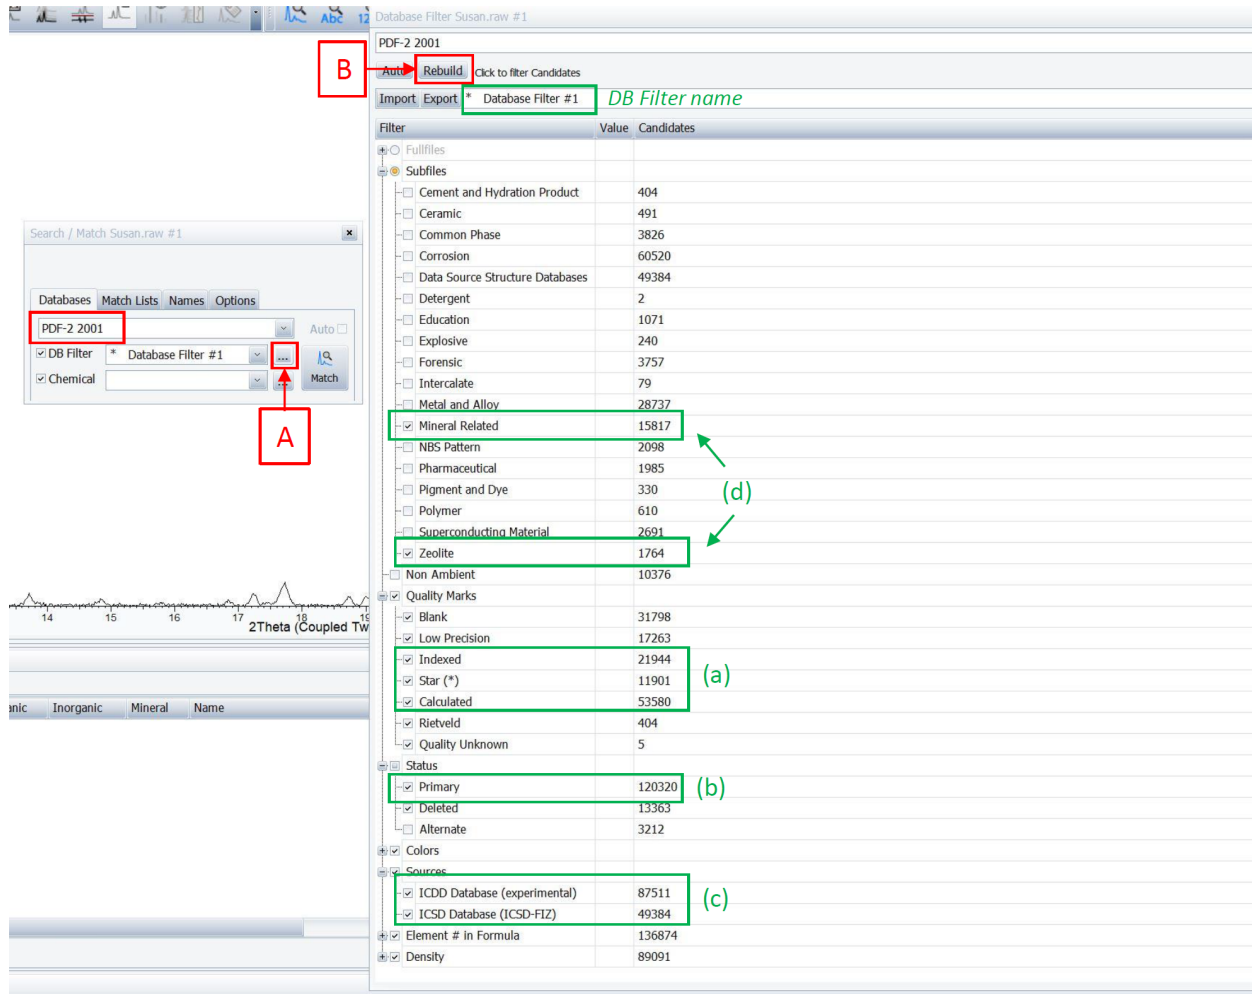 Abc 12
Database Filter Susan.raw #1
PDF-2 2001
B
Auto Rebuild Click to filter Candidates
Import Export * Database Filter #1 DB Filter name
Filter Value Candidates
Fullfiles
Subfiles
Cement and Hydration Product 404
Ceramic 491
Common Phase 3826
Corrosion 60520
Data Source Structure Databases 49384
Detergent 2
Education 1071
Explosive 240
Forensic 3757
Intercalate 79
Metal and Alloy 28737
Mineral Related 15817
NBS Pattern 2098
Pharmaceutical 1985
Pigment and Dye 330
Polymer 610
Superconducting Material 2691
Zeolite 1764
(d)
Non Ambient 10376
Quality Marks
Blank 31798
Low Precision 17263
Indexed 21944
Star (*) 11901
Calculated 53580
(a)
Rietveld 404
Quality Unknown 5
Status
Primary 120320
(b)
Deleted 13363
Alternate 3212
Colors
Sources
ICDD Database (experimental) 87511
ICSD Database (ICSD-FIZ) 49384
(c)
Element # in Formula 136874
Density 89091
Search / Match Susan.raw #1 x
Databases Match Lists Names Options
PDF-2 2001 Auto
DB Filter * Database Filter #1 ...
Chemical ... Match
A
14 15 16 17 18 19
2Theta (Coupled Tw
anic Inorganic Mineral Name